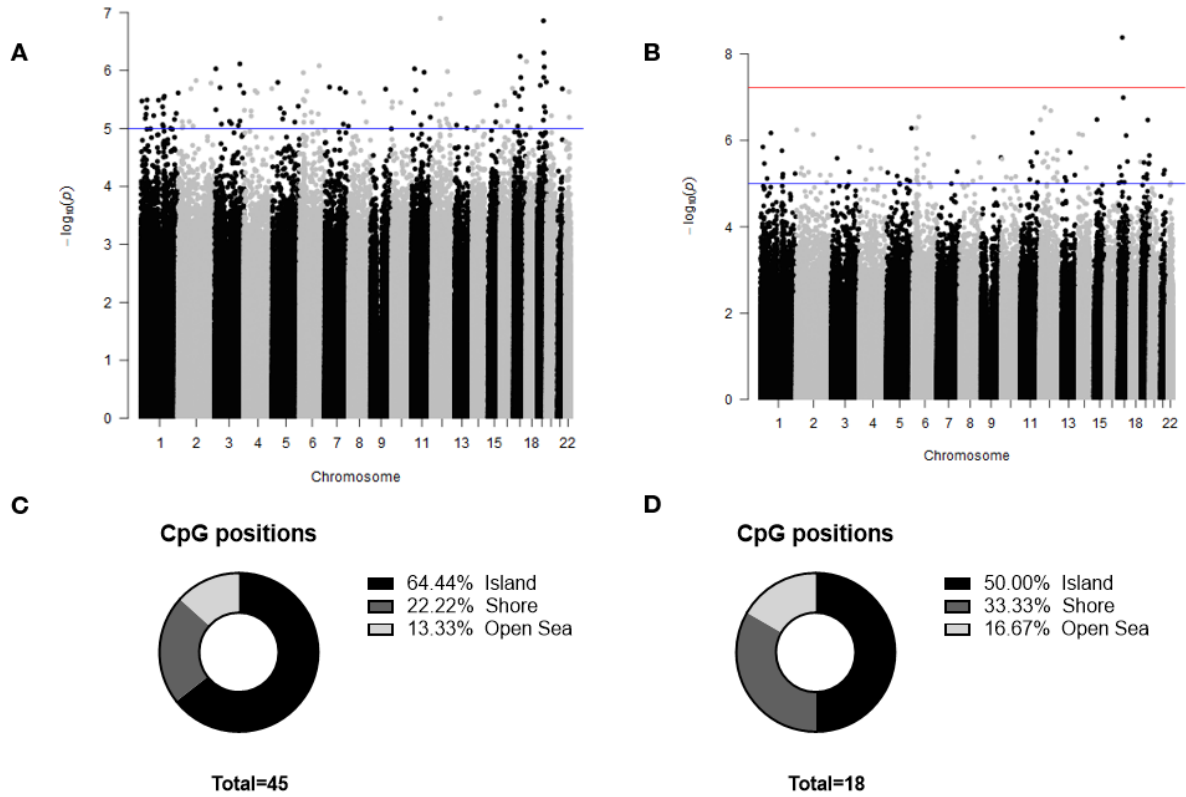 A
7
6
5
4
3
2
1
0
− log10(p)
1 2 3 4 5 6 7 8 9 11 13 15 18 22
Chromosome
B
8
6
4
2
0
− log10(p)
1 2 3 4 5 6 7 8 9 11 13 15 18 22
Chromosome
C
CpG positions
64.44% Island
22.22% Shore
13.33% Open Sea
Total=45
D
CpG positions
50.00% Island
33.33% Shore
16.67% Open Sea
Total=18